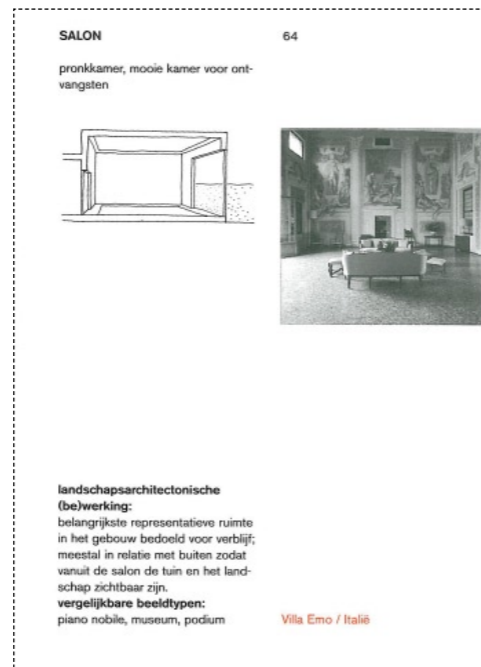 SALON
64
pronkkamer, mooie kamer voor ont-
vangsten
landschapsarchitectonische
(be)werking:
belangrijkste representatieve ruimte
in het gebouw bedoeld voor verblijf;
meestal in relatie met buiten zodat
vanuit de salon de tuin en het land-
schap zichtbaar zijn.
vergelijkbare beeldtypen:
piano nobile, museum, podium
Villa Emo / Italië